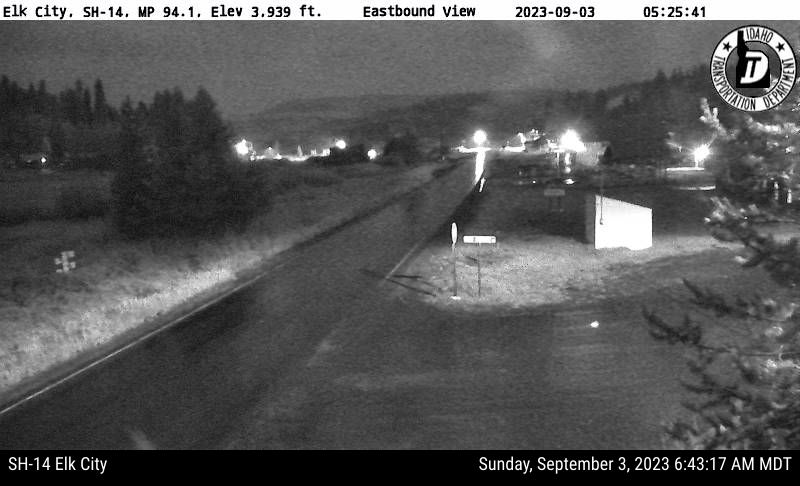 Elk City, SH-14, MP 94.1, Elev 3,939 ft. Eastbound View 2023-09-03 05:25:41
IDAHO
TRANSPORTATION DEPARTMENT
SH-14 Elk City Sunday, September 3, 2023 6:43:17 AM MDT